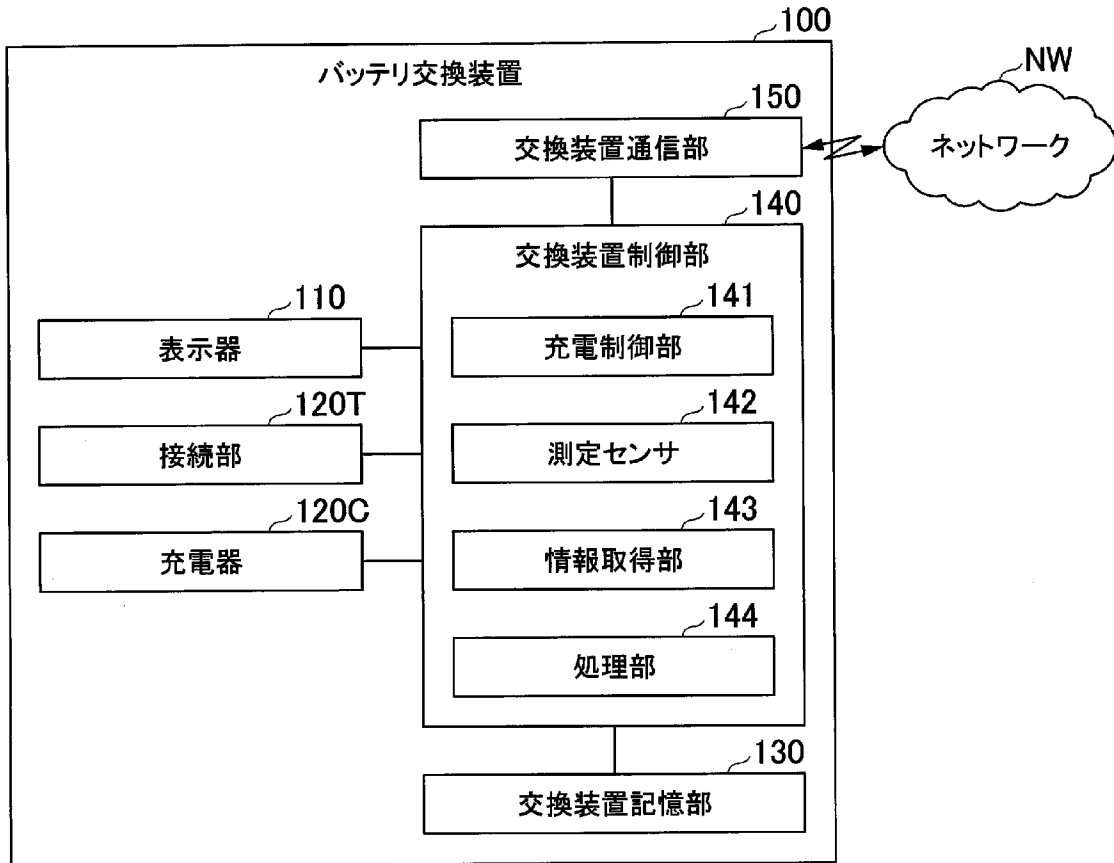 100
バッテリ交換装置
NW
ネットワーク
150
交換装置通信部
140
交換装置制御部
110
表示器
141
充電制御部
120T
接続部
142
測定センサ
120C
充電器
143
情報取得部
144
処理部
130
交換装置記憶部